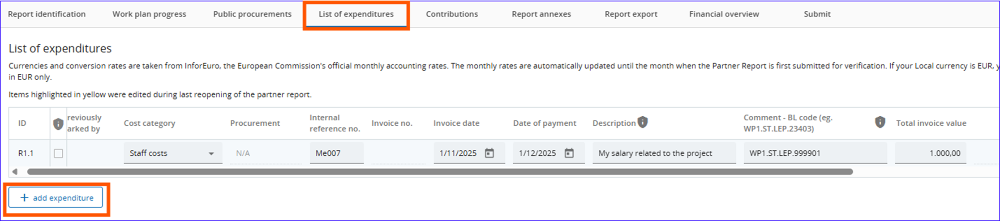 Report identification Work plan progress Public procurements List of expenditures Contributions Report annexes Report export Financial overview Submit
List of expenditures
Currencies and conversion rates are taken from InforEuro, the European Commission's official monthly accounting rates. The monthly rates are automatically updated until the month when the Partner Report is first submitted for verification. If your Local currency is EUR, y
in EUR only.
Items highlighted in yellow were edited during last reopening of the partner report.
ID reviously arked by Cost category Procurement Internal reference no. Invoice no. Invoice date Date of payment Description Comment - BL code (eg. WP1.ST.LEP.23403) Total invoice value
R1.1 Staff costs N/A Me007 1/11/2025 1/12/2025 My salary related to the project WP1.ST.LEP.999901 1.000,00
+ add expenditure